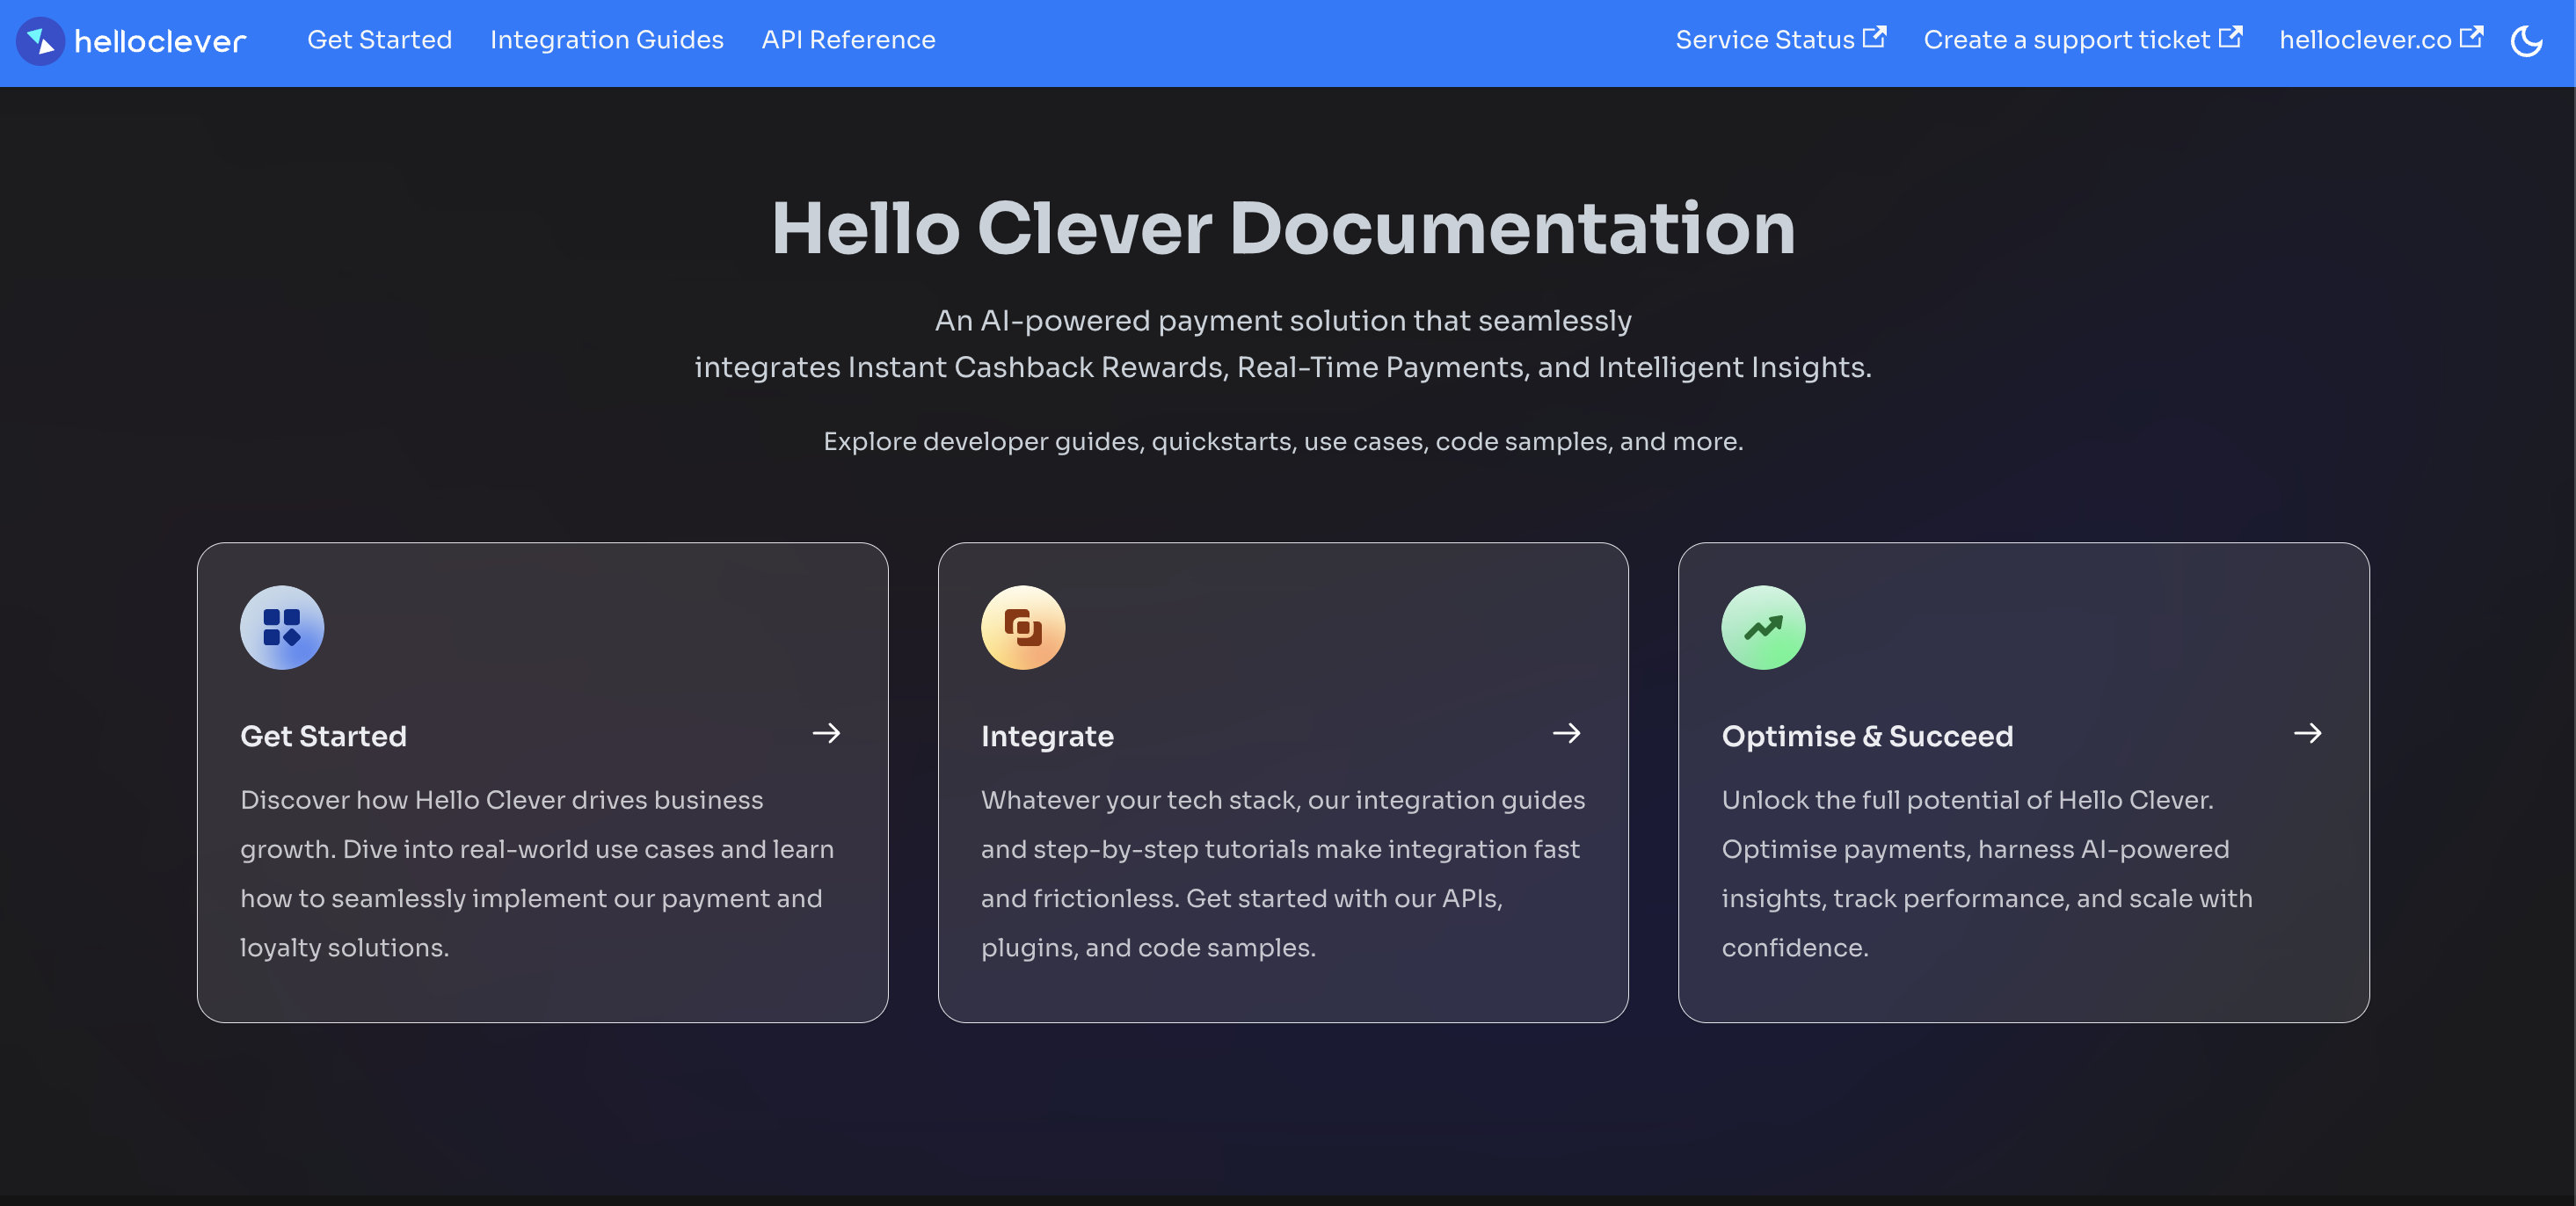 helloclever
Get Started
Integration Guides
API Reference
Service Status
Create a support ticket
helloclever.co
Hello Clever Documentation
An AI-powered payment solution that seamlessly
integrates Instant Cashback Rewards, Real-Time Payments, and Intelligent Insights.
Explore developer guides, quickstarts, use cases, code samples, and more.
Get Started
Discover how Hello Clever drives business
growth. Dive into real-world use cases and learn
how to seamlessly implement our payment and
loyalty solutions.
Integrate
Whatever your tech stack, our integration guides
and step-by-step tutorials make integration fast
and frictionless. Get started with our APIs,
plugins, and code samples.
Optimise & Succeed
Unlock the full potential of Hello Clever.
Optimise payments, harness AI-powered
insights, track performance, and scale with
confidence.